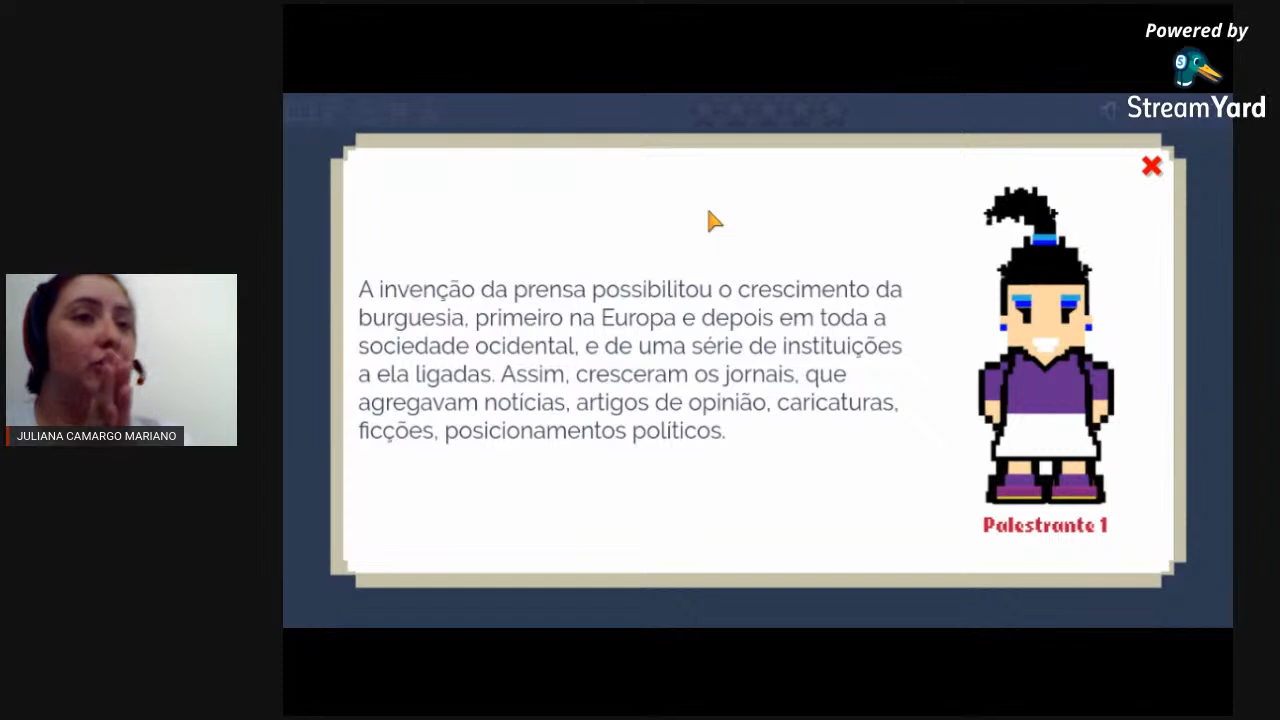 Powered by
StreamYard
A invenção da prensa possibilitou o crescimento da
burguesia, primeiro na Europa e depois em toda a
sociedade ocidental, e de uma série de instituições
a ela ligadas. Assim, cresceram os jornais, que
agregavam notícias, artigos de opinião, caricaturas,
ficções, posicionamentos políticos.
Palestrante 1
JULIANA CAMARGO MARIANO